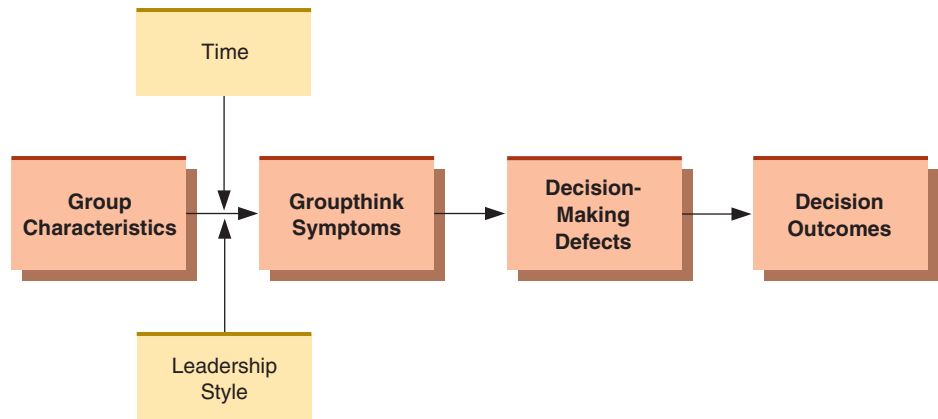 Time
Group
Characteristics
Groupthink
Symptoms
Decision-
Making
Defects
Decision
Outcomes
Leadership
Style